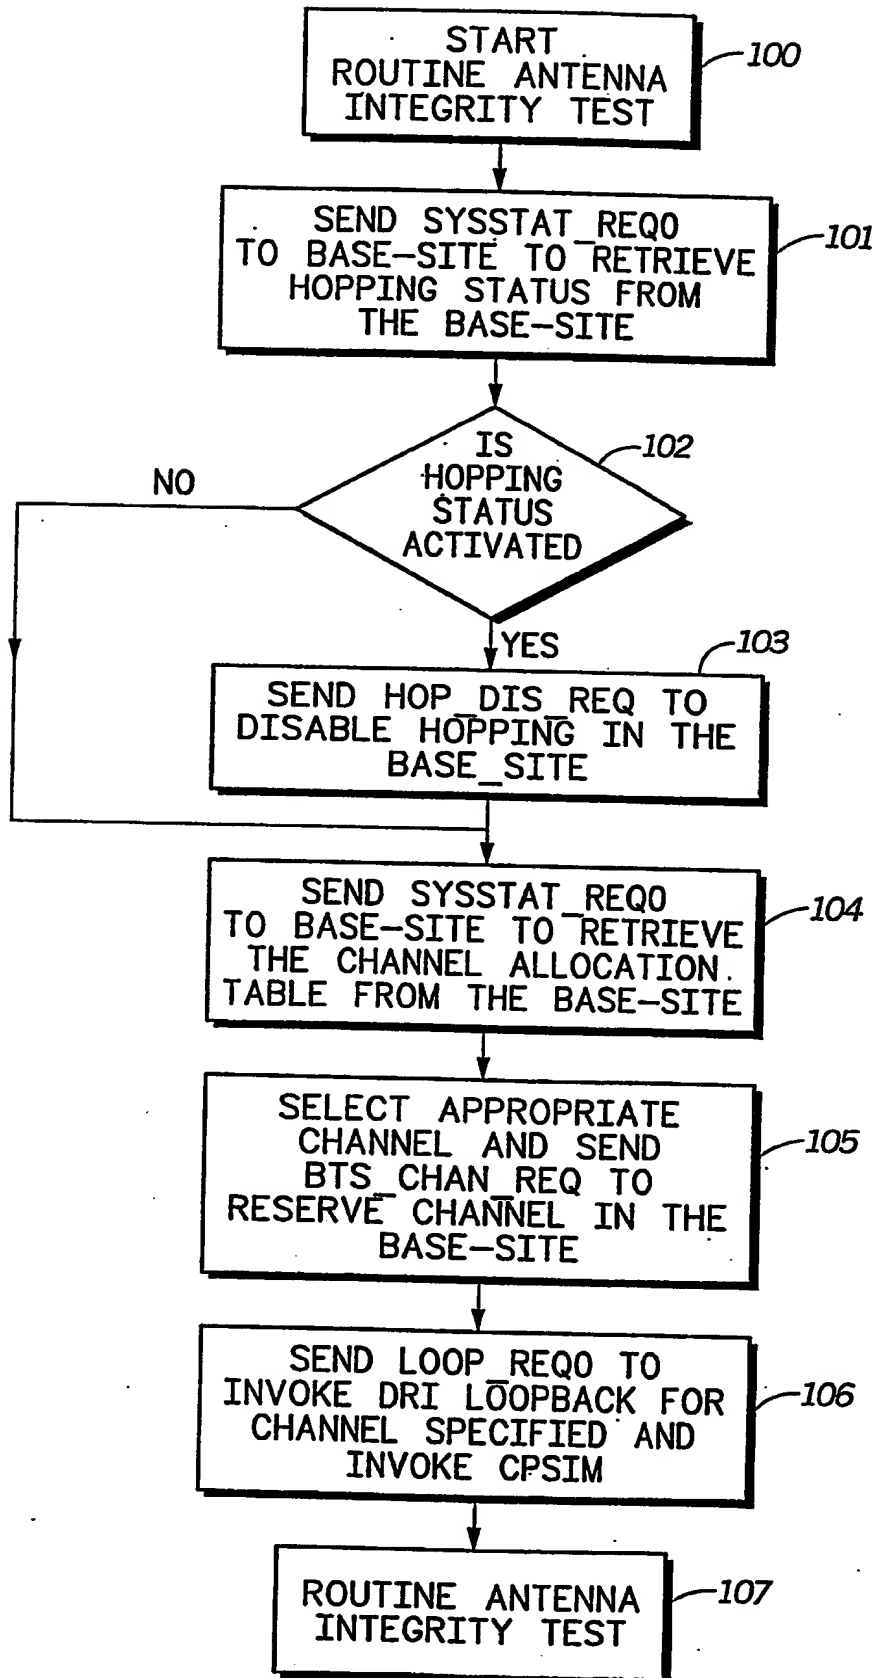 START
ROUTINE ANTENNA
INTEGRITY TEST
100
SEND SYSSTAT_REQ0
TO BASE-SITE TO RETRIEVE
HOPPING STATUS FROM
THE BASE-SITE
101
IS
HOPPING
STATUS
ACTIVATED
102
NO
YES
103
SEND HOP_DIS_REQ TO
DISABLE HOPPING IN THE
BASE_SITE
SEND SYSSTAT_REQ0
TO BASE-SITE TO RETRIEVE
THE CHANNEL ALLOCATION
TABLE FROM THE BASE-SITE
104
SELECT APPROPRIATE
CHANNEL AND SEND
BTS_CHAN_REQ TO
RESERVE CHANNEL IN THE
BASE-SITE
105
SEND LOOP_REQ0 TO
INVOKE DRI LOOPBACK FOR
CHANNEL SPECIFIED AND
INVOKE CPSIM
106
ROUTINE ANTENNA
INTEGRITY TEST
107